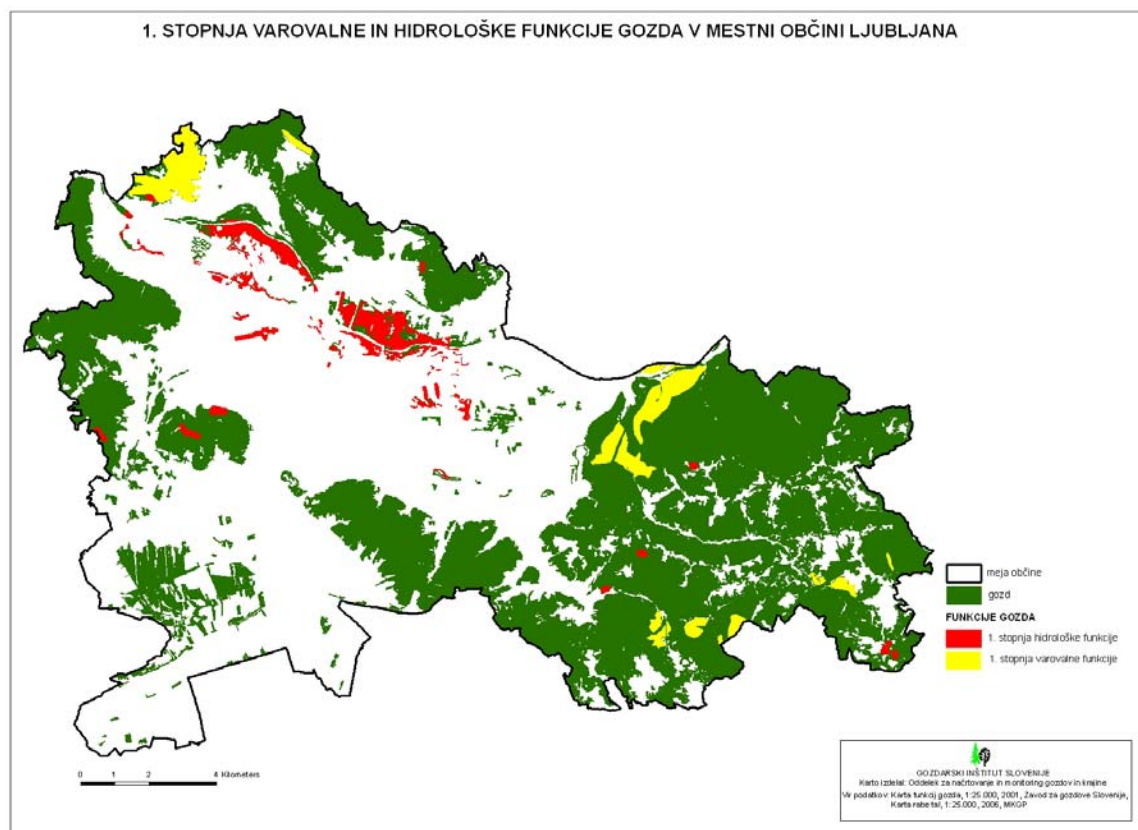 1. STOPNJA VAROVALNE IN HIDROLOŠKE FUNKCIJE GOZDA V MESTNI OBČINI LJUBLJANA
meja občine
gozd
FUNKCIJE GOZDA
1. stopnja hidrološke funkcije
1. stopnja varovalne funkcije
0 1 2 4 Kilometers
GOZDARSKI INŠTITUT SLOVENIJE
Karto izdelal: Oddelek za načrtovanje in monitoring gozdov in krajine
Vir podatkov: Karta funkcij gozda, 1:25.000, 2001, Zavod za gozdove Slovenije,
Karta rabe tal, 1:25.000, 2006, MKGP